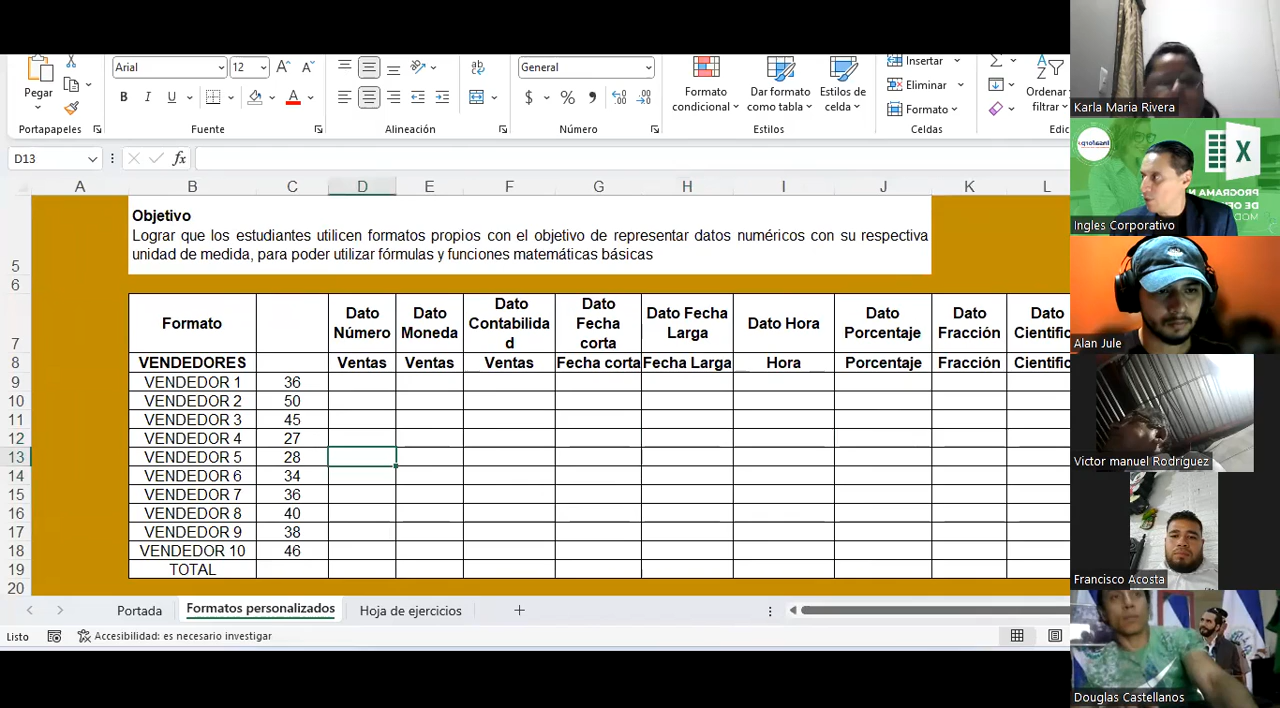 Pegar
Portapapeles
Arial
12
Fuente
Alineación
General
Número
Formato
condicional
Dar formato
como tabla
Estilos de
celda
Estilos
Insertar
Eliminar
Formato
Celdas
Ordenar
filtrar
D13
fx
A B C D E F G H I J K L
5
Objetivo
Lograr que los estudiantes utilicen formatos propios con el objetivo de representar datos numéricos con su respectiva
unidad de medida, para poder utilizar fórmulas y funciones matemáticas básicas
6
7 Formato Dato Número Dato Moneda Dato Contabilidad Dato Fecha corta Dato Fecha Larga Dato Hora Dato Porcentaje Dato Fracción Dato
8 VENDEDORES Ventas Ventas Ventas Fecha corta Fecha Larga Hora Porcentaje Fracción
9 VENDEDOR 1 36
10 VENDEDOR 2 50
11 VENDEDOR 3 45
12 VENDEDOR 4 27
13 VENDEDOR 5 28
14 VENDEDOR 6 34
15 VENDEDOR 7 36
16 VENDEDOR 8 40
17 VENDEDOR 9 38
18 VENDEDOR 10 46
19 TOTAL
20
Portada Formatos personalizados Hoja de ejercicios
Listo
Accesibilidad: es necesario investigar
Karla Maria Rivera
Ingles Corporativo
Alan Jule
Victor manuel Rodríguez
Francisco Acosta
Douglas Castellanos